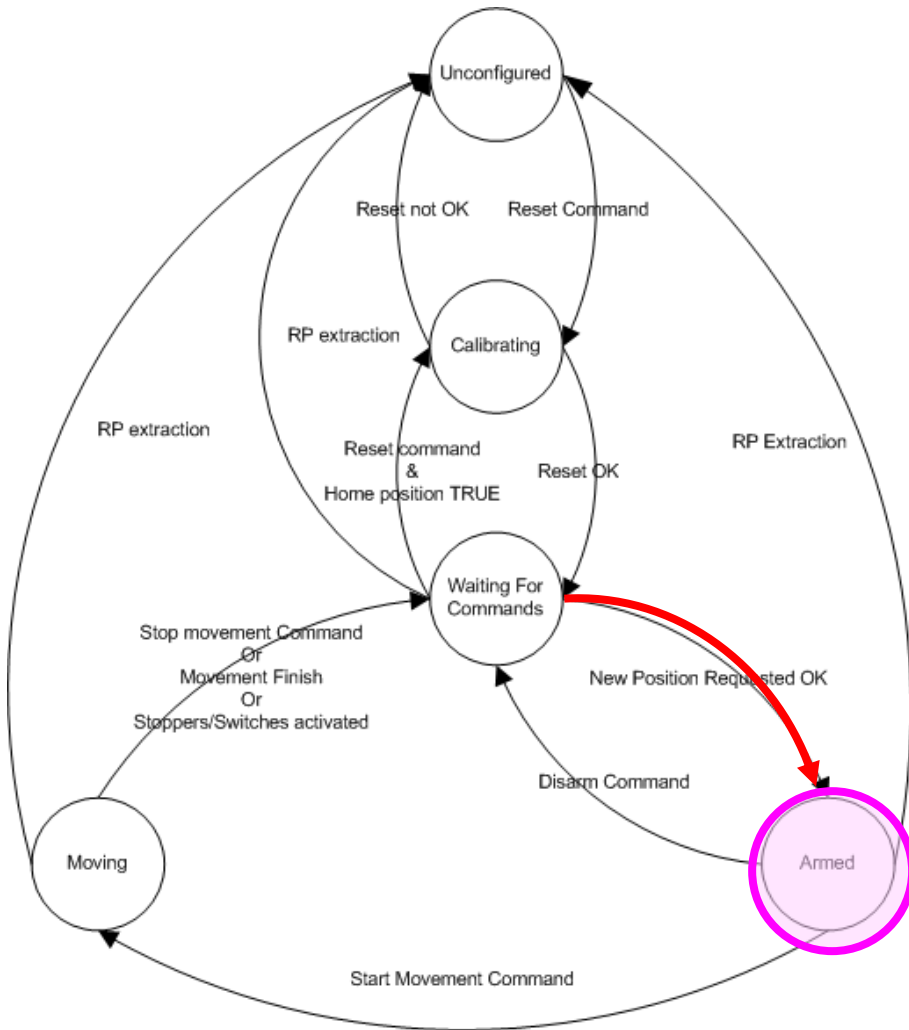 Unconfigured
Reset not OK
Reset Command
RP extraction
Calibrating
RP extraction
RP Extraction
Reset command
&
Home position TRUE
Reset OK
Waiting For
Commands
Stop movement Command
Or
Movement Finish
Or
Stoppers/Switches activated
New Position Requested OK
Disarm Command
Moving
Armed
Start Movement Command